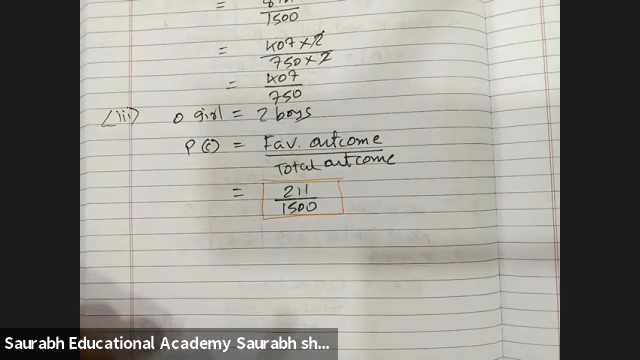 = 814
1500
= 407 × 2
750 × 2
= 407
750
(iii) 0 girl = 2 boys
P(C) = Fav. outcome
Total outcome
= 211
1500
Saurabh Educational Academy Saurabh sh...